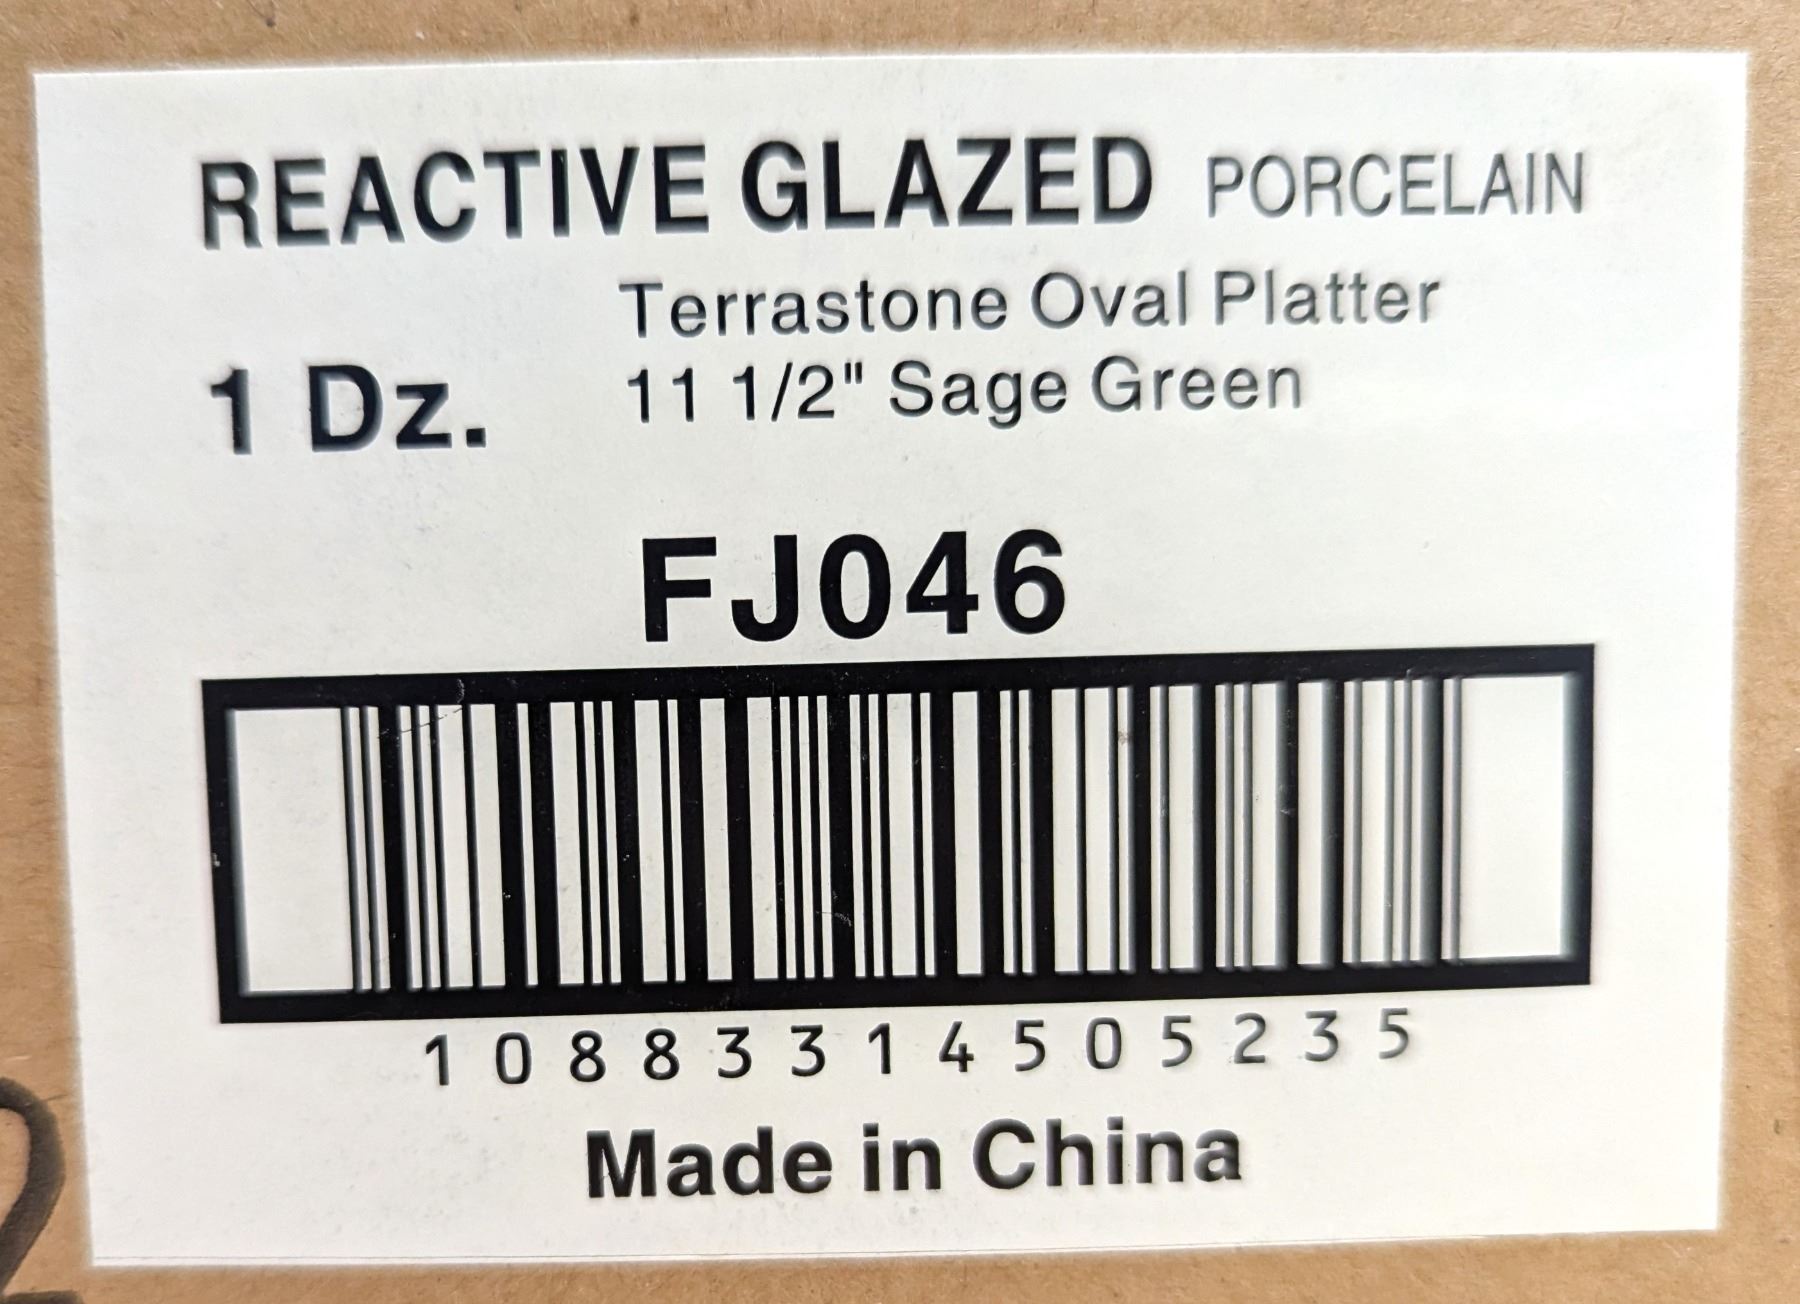 REACTIVE GLAZED PORCELAIN
Terrastone Oval Platter
1 Dz. 11 1/2" Sage Green
FJ046
10883314505235
Made in China